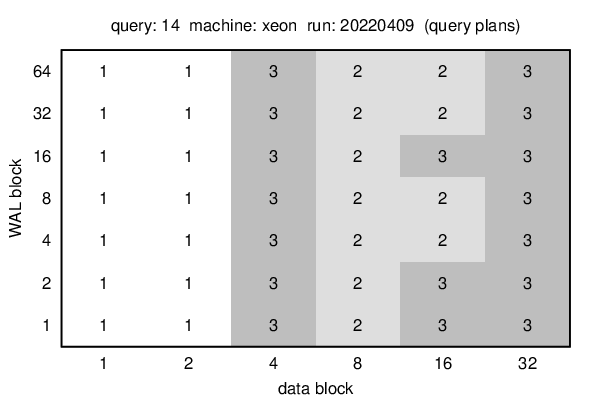 query: 14 machine: xeon run: 20220409 (query plans)
64 1 1 3 2 2 3
32 1 1 3 2 2 3
16 1 1 3 2 3 3
8 1 1 3 2 2 3
4 1 1 3 2 2 3
2 1 1 3 2 3 3
1 1 1 3 2 3 3
WAL block
1 2 4 8 16 32
data block